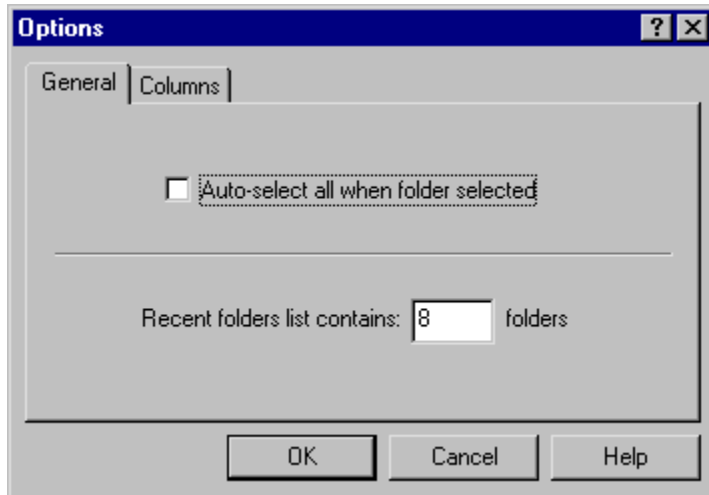 Options
General Columns
Auto-select all when folder selected
Recent folders list contains: 8 folders
OK Cancel Help